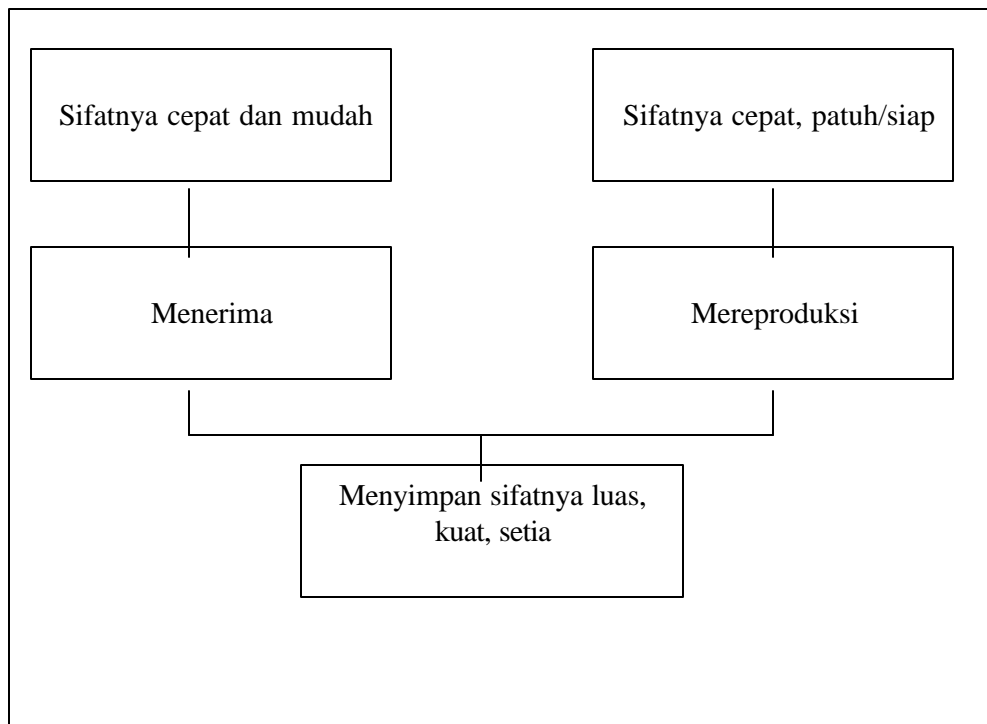 Sifatnya cepat dan mudah
Sifatnya cepat, patuh/siap
Menerima
Mereproduksi
Menyimpan sifatnya luas,
kuat, setia